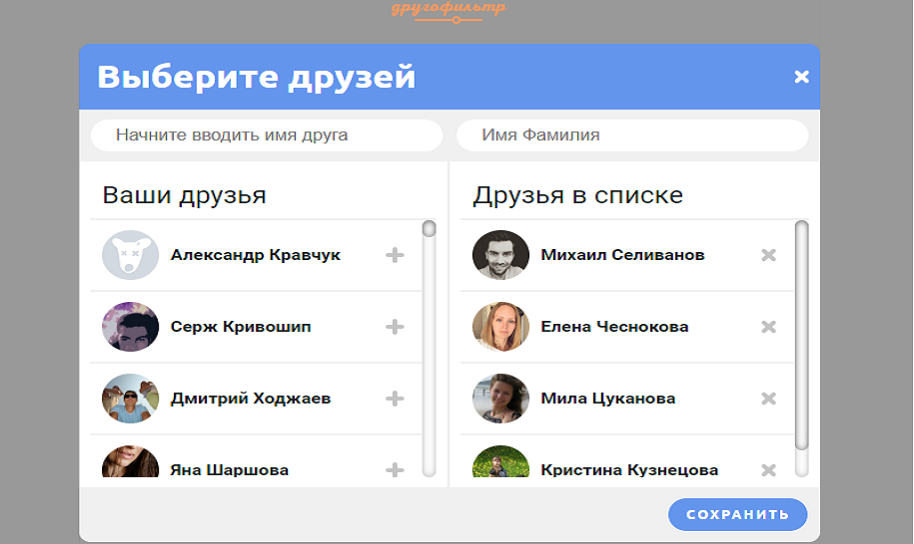 другофильтр
Выберите друзей
Начните вводить имя друга
Имя Фамилия
Ваши друзья
Друзья в списке
Александр Кравчук
Михаил Селиванов
Серж Кривошип
Елена Чеснокова
Дмитрий Ходжаев
Мила Цуканова
Яна Шаршова
Кристина Кузнецова
СОХРАНИТЬ